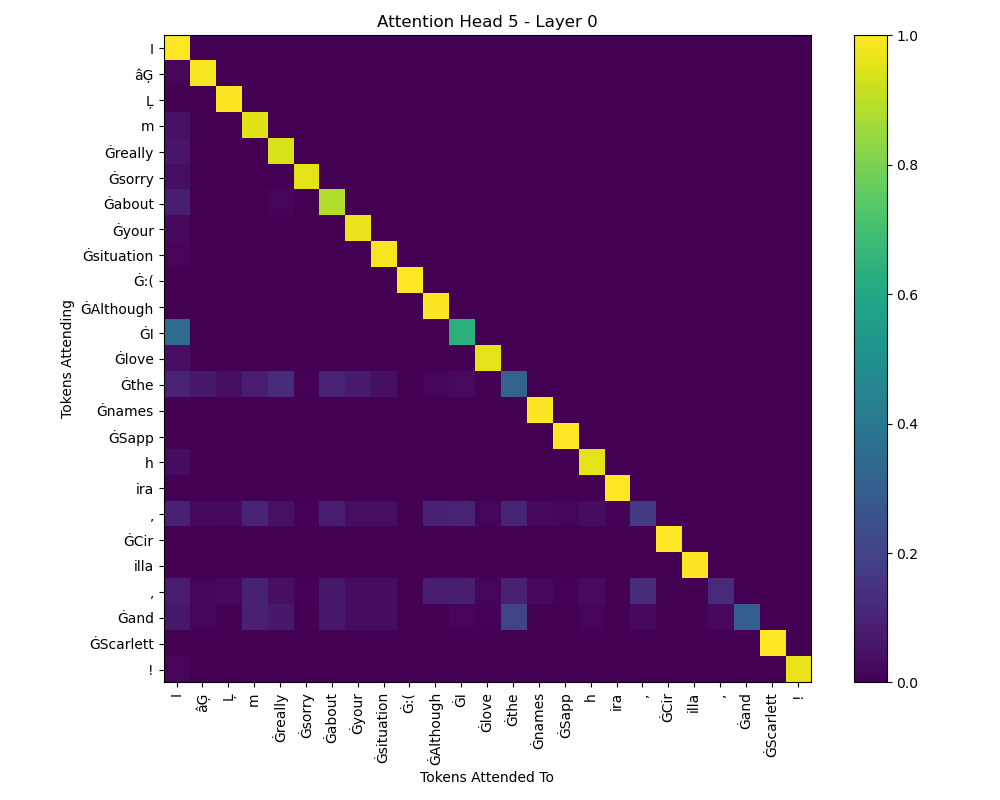 Attention Head 5 - Layer 0
I
âĢ
Ļ
m
Ġreally
Ġsorry
Ġabout
Ġyour
Ġsituation
Ġ:(
ĠAlthough
ĠI
Ġlove
Ġthe
Ġnames
ĠSapp
h
ira
,
ĠCir
illa
,
Ġand
ĠScarlett
!
Tokens Attending
I
âĢ
Ļ
m
Ġreally
Ġsorry
Ġabout
Ġyour
Ġsituation
Ġ:(
ĠAlthough
ĠI
Ġlove
Ġthe
Ġnames
ĠSapp
h
ira
,
ĠCir
illa
,
Ġand
ĠScarlett
!
Tokens Attended To
1.0
0.8
0.6
0.4
0.2
0.0